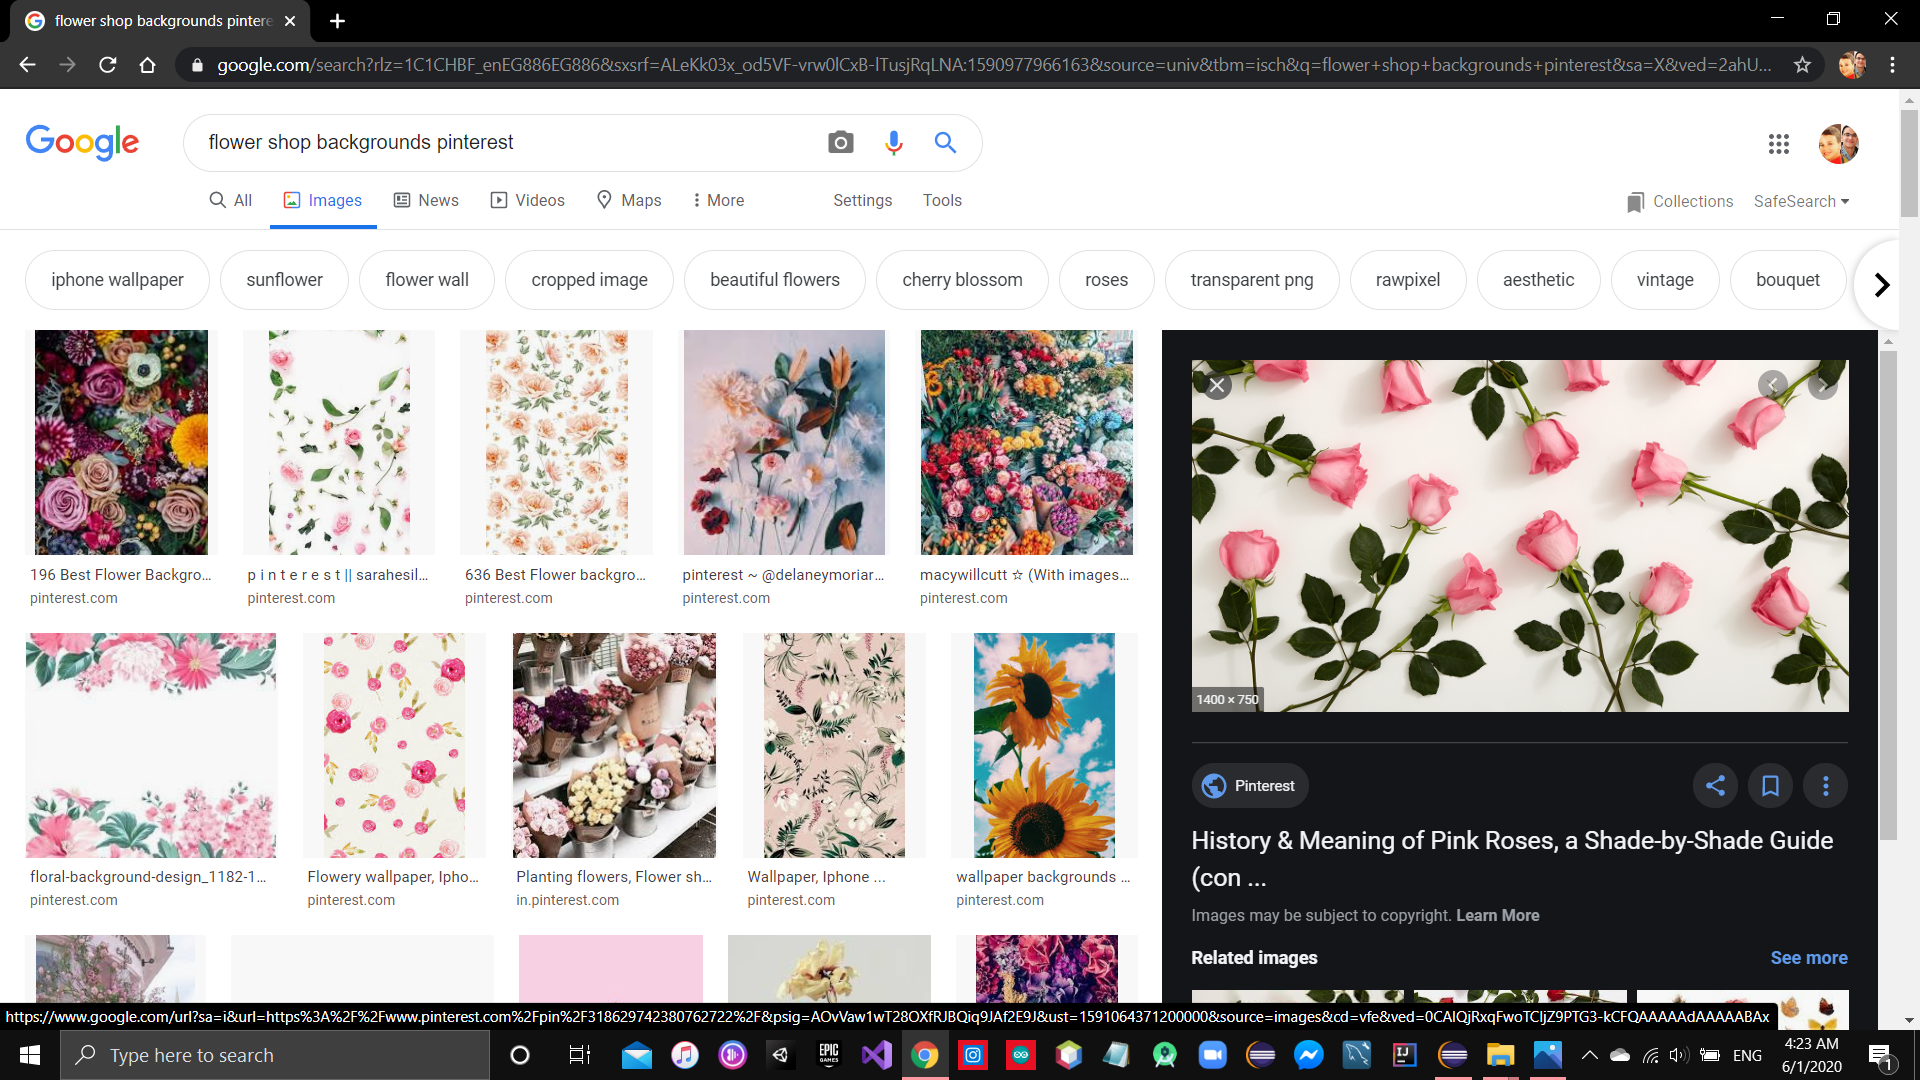 flower shop backgrounds pinter
google.com/search?rlz=1C1CHBF_enEG886EG886&sxsrf=ALeKk03x_od5VF-vrw0lCxB-lTusjRqLNA:1590977966163&source=univ&tbm=isch&q=flower+shop+backgrounds+pinterest&sa=X&ved=2ahU...
Google
flower shop backgrounds pinterest
All Images News Videos Maps More Settings Tools
Collections SafeSearch
iphone wallpaper sunflower flower wall cropped image beautiful flowers cherry blossom roses transparent png rawpixel aesthetic vintage bouquet
196 Best Flower Backgro...
pinterest.com
p i n t e r e s t || sarahesil...
pinterest.com
636 Best Flower backgro...
pinterest.com
pinterest ~ @delaneymoriar...
pinterest.com
macywillcutt ☆ (With images...
pinterest.com
floral-background-design_1182-1...
pinterest.com
Flowery wallpaper, Ipho...
pinterest.com
Planting flowers, Flower sh...
in.pinterest.com
Wallpaper, Iphone ...
pinterest.com
wallpaper backgrounds ...
pinterest.com
1400 × 750
Pinterest
History & Meaning of Pink Roses, a Shade-by-Shade Guide
(con ...
Images may be subject to copyright. Learn More
Related images
See more
https://www.google.com/url?sa=i&url=https%3A%2F%2Fwww.pinterest.com%2Fpin%2F318629742380762722%2F&psig=AOvVaw1wT28OXfRJBQiq9JAf2E9J&ust=1591064371200000&source=images&cd=vfe&ved=0CAIQjRxqFwoTCIjZ9PTG3-kCFQAAAAAdAAAAABAx
Type here to search
EPIC
GAMES
IJ
ENG
4:23 AM
6/1/2020
1